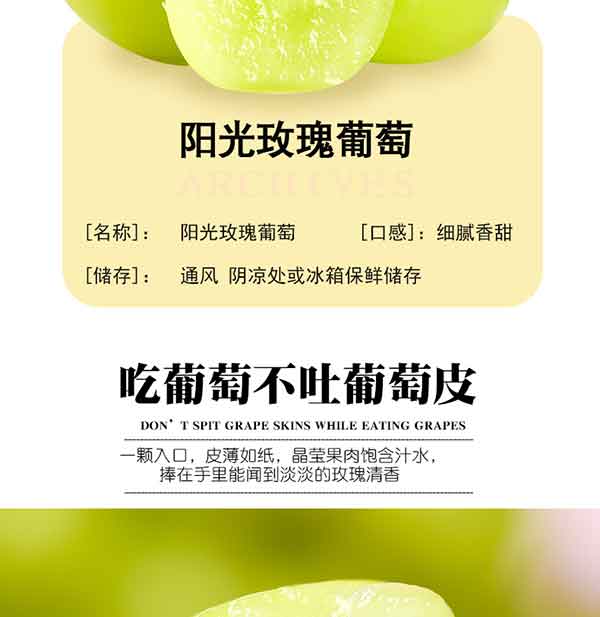 阳光玫瑰葡萄
ARCHIVES
[名称]： 阳光玫瑰葡萄 [口感]：细腻香甜
[储存]： 通风 阴凉处或冰箱保鲜储存
吃葡萄不吐葡萄皮
DON’T SPIT GRAPE SKINS WHILE EATING GRAPES
一颗入口，皮薄如纸，晶莹果肉饱含汁水，
捧在手里能闻到淡淡的玫瑰清香